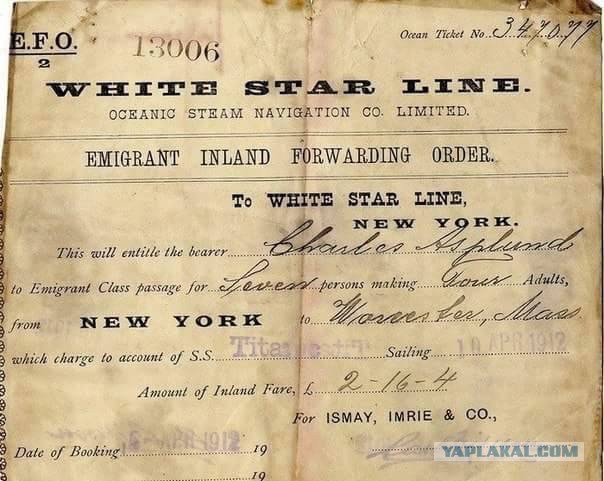 E.F.O.
2
13006
Ocean Ticket No. 347077
WHITE STAR LINE.
OCEANIC STEAM NAVIGATION CO. LIMITED.
EMIGRANT INLAND FORWARDING ORDER.
To WHITE STAR LINE,
NEW YORK.
This will entitle the bearer Charles Asplund
to Emigrant Class passage for Seven persons making Four Adults,
from NEW YORK to Worcester, Mass
which charge to account of S.S. Titanic Sailing 10 APR 1912
Amount of Inland Fare, £ 2-16-4
For ISMAY, IMRIE & CO.,
Date of Booking 19 APR 1912
19
YAPLAKAL.COM